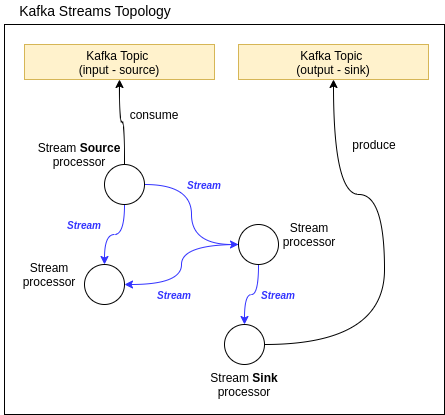 Kafka Streams Topology
Kafka Topic
(input - source)
Kafka Topic
(output - sink)
consume
produce
Stream Source
processor
Stream
Stream
Stream
processor
Stream
processor
Stream
Stream
Stream Sink
processor